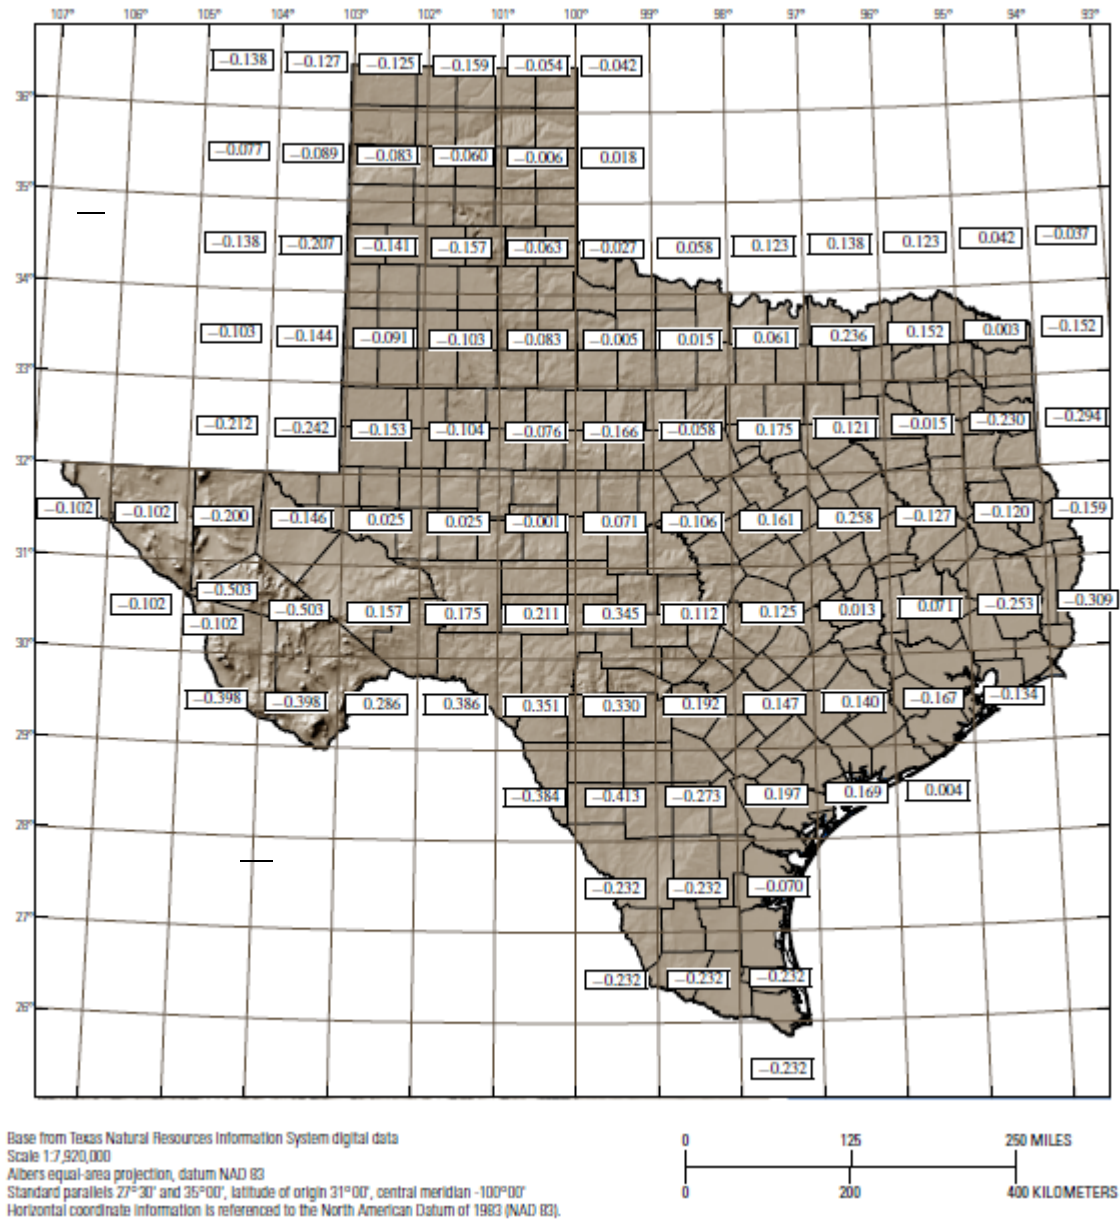 107° 106° 105° 104° 103° 102° 101° 100° 99° 98° 97° 96° 95° 94° 93°
−0.138 −0.127 −0.125 −0.159 −0.054 −0.042
36°
−0.077 −0.089 −0.083 −0.060 −0.006 0.018
35°
−0.138 −0.207 −0.141 −0.157 −0.063 −0.027 0.058 0.123 0.138 0.123 0.042 −0.037
34°
−0.103 −0.144 −0.091 −0.103 −0.083 −0.005 0.015 0.061 0.236 0.152 0.003 −0.152
33°
−0.212 −0.242 −0.153 −0.104 −0.076 −0.166 −0.058 0.175 0.121 −0.015 −0.230 −0.294
32°
−0.102 −0.102 −0.200 −0.146 0.025 0.025 −0.001 0.071 −0.106 0.161 0.258 −0.127 −0.120 −0.159
31°
−0.503
−0.102 −0.503 0.157 0.175 0.211 0.345 0.112 0.125 0.013 0.071 −0.253 −0.309
−0.102
30°
−0.398 −0.398 0.286 0.386 0.351 0.330 0.192 0.147 0.140 −0.167 −0.134
29°
−0.384 −0.413 −0.273 0.197 0.169 0.004
28°
−0.232 −0.232 −0.070
27°
−0.232 −0.232 −0.232
26°
−0.232
Base from Texas Natural Resources Information System digital data
Scale 1:7,920,000
Albers equal-area projection, datum NAD 83
Standard parallels 27°30' and 35°00', latitude of origin 31°00', central meridian -100°00'
Horizontal coordinate information is referenced to the North American Datum of 1983 (NAD 83).
0 125 250 MILES
0 200 400 KILOMETERS